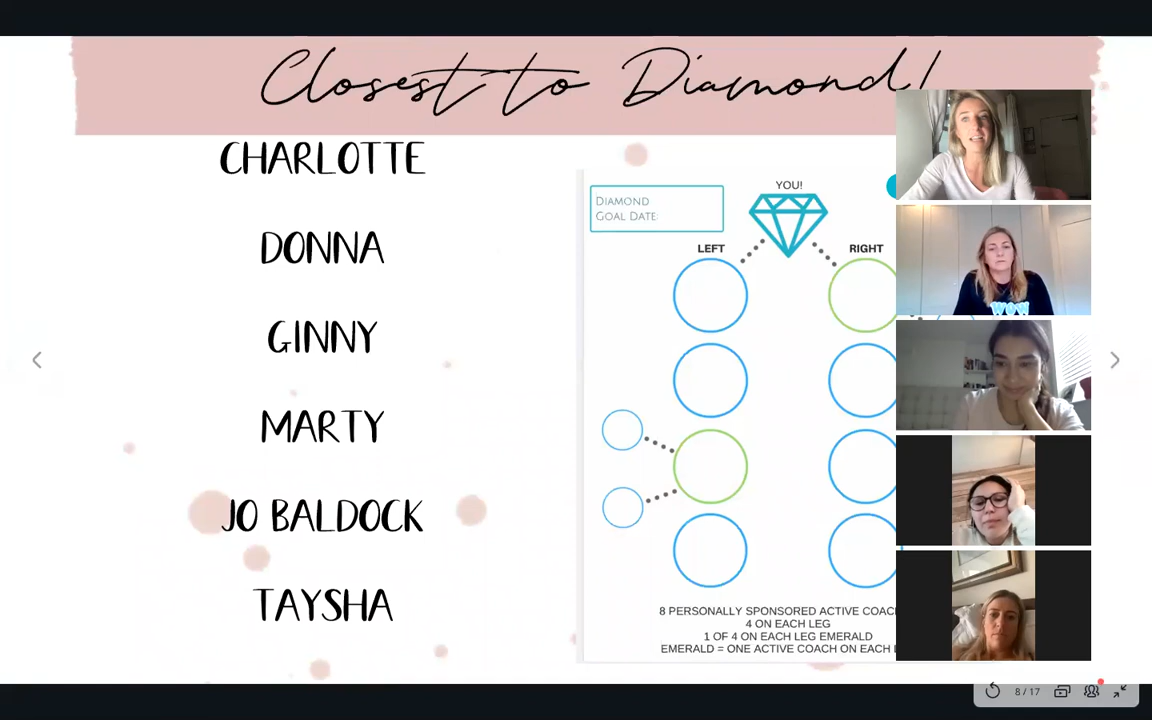 Closest to Diamond!
CHARLOTTE
DONNA
GINNY
MARTY
JO BALDOCK
TAYSHA
YOU!
DIAMOND
GOAL DATE:
LEFT
RIGHT
8 PERSONALLY SPONSORED ACTIVE
4 ON EACH LEG
1 OF 4 ON EACH LEG EMERALD
EMERALD = ONE ACTIVE COACH ON EACH
WOW
8/17